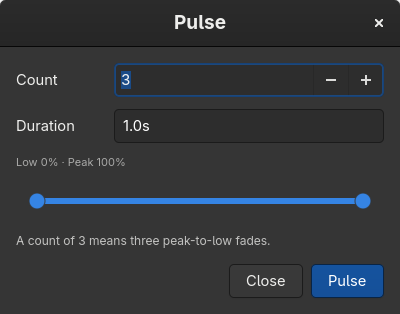 Pulse
Count 3
Duration 1.0s
Low 0% · Peak 100%
A count of 3 means three peak-to-low fades.
Close Pulse